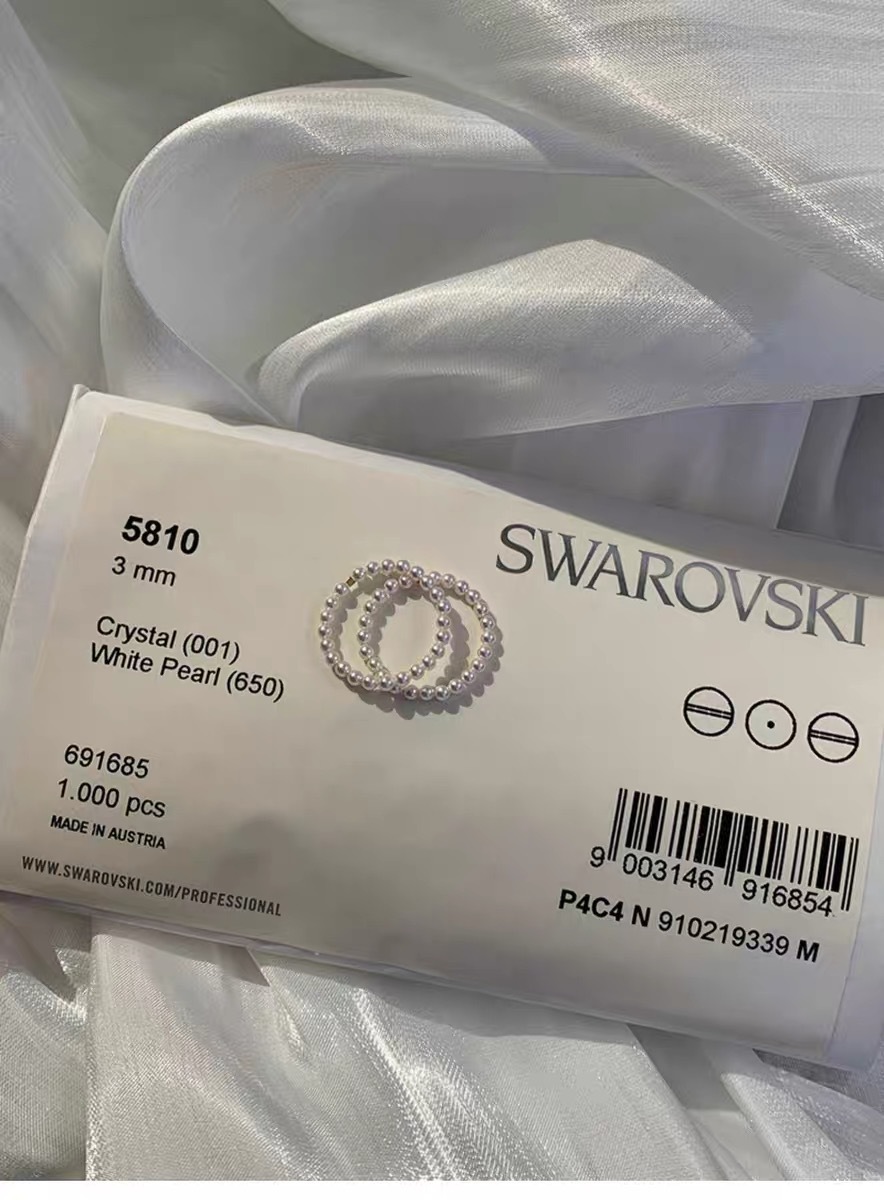 5810
3 mm
Crystal (001)
White Pearl (650)
691685
1.000 pcs
MADE IN AUSTRIA
WWW.SWAROVSKI.COM/PROFESSIONAL
SWAROVSKI
9 003146 916854
P4C4 N 910219339 M